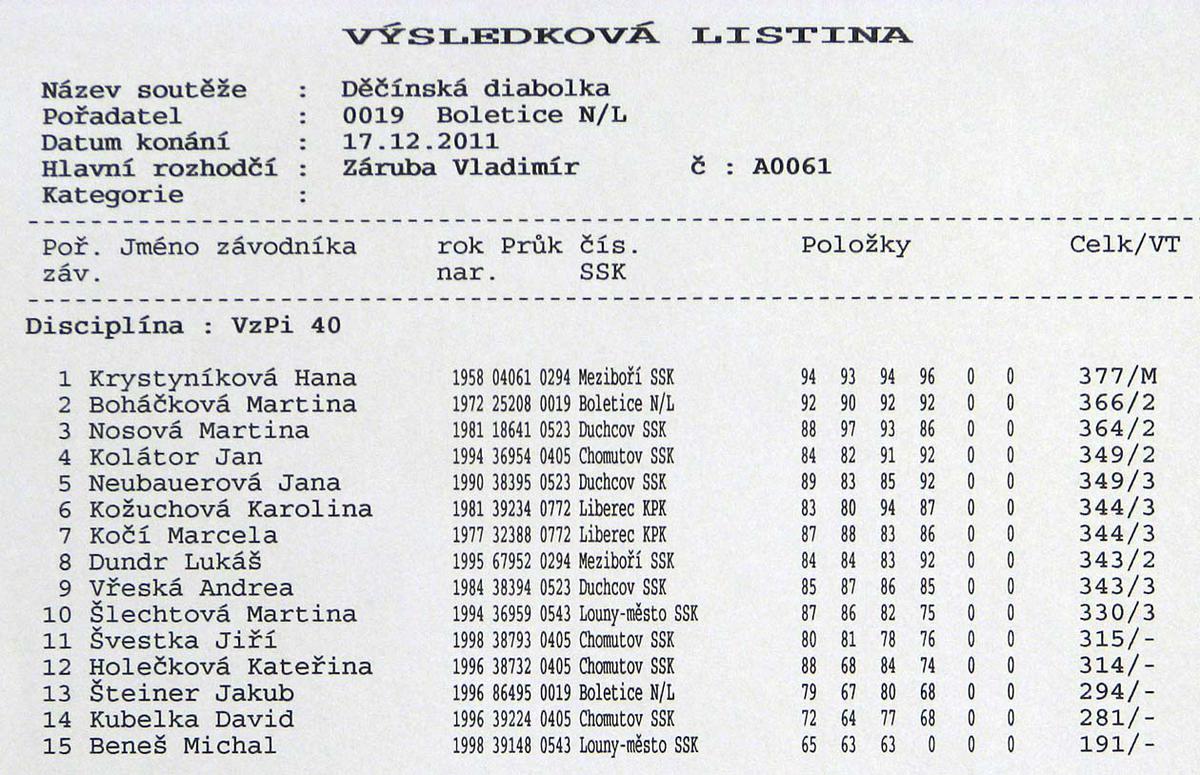 VÝSLEDKOVÁ LISTINA
Název soutěže : Děčínská diabolka
Pořadatel : 0019 Boletice N/L
Datum konání : 17.12.2011
Hlavní rozhodčí : Záruba Vladimír č : A0061
Kategorie :
Poř. Jméno závodníka rok Průk čís. Položky Celk/VT
záv. nar. SSK
Disciplína : VzPi 40
1 Krystyníková Hana 1958 04061 0294 Meziboří SSK 94 93 94 96 0 0 377/M
2 Boháčková Martina 1972 25208 0019 Boletice N/L 92 90 92 92 0 0 366/2
3 Nosová Martina 1981 18641 0523 Duchcov SSK 88 97 93 86 0 0 364/2
4 Kolátor Jan 1994 36954 0405 Chomutov SSK 84 82 91 92 0 0 349/2
5 Neubauerová Jana 1990 38395 0523 Duchcov SSK 89 83 85 92 0 0 349/3
6 Kožuchová Karolina 1981 39234 0772 Liberec KPK 83 80 94 87 0 0 344/3
7 Kočí Marcela 1977 32388 0772 Liberec KPK 87 88 83 86 0 0 344/3
8 Dundr Lukáš 1995 67952 0294 Meziboří SSK 84 84 83 92 0 0 343/2
9 Vřeská Andrea 1984 38394 0523 Duchcov SSK 85 87 86 85 0 0 343/3
10 Šlechtová Martina 1994 36959 0543 Louny-město SSK 87 86 82 75 0 0 330/3
11 Švestka Jiří 1998 38793 0405 Chomutov SSK 80 81 78 76 0 0 315/-
12 Holečková Kateřina 1996 38732 0405 Chomutov SSK 88 68 84 74 0 0 314/-
13 Šteiner Jakub 1996 86495 0019 Boletice N/L 79 67 80 68 0 0 294/-
14 Kubelka David 1996 39224 0405 Chomutov SSK 72 64 77 68 0 0 281/-
15 Beneš Michal 1998 39148 0543 Louny-město SSK 65 63 63 0 0 0 191/-